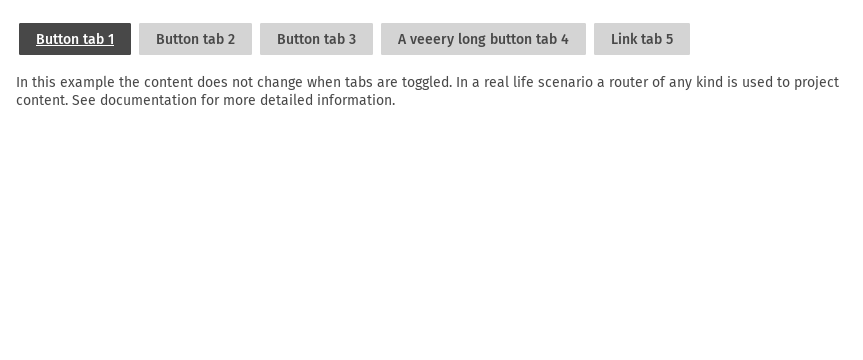 Button tab 1 Button tab 2 Button tab 3 A veeery long button tab 4 Link tab 5
In this example the content does not change when tabs are toggled. In a real life scenario a router of any kind is used to project
content. See documentation for more detailed information.